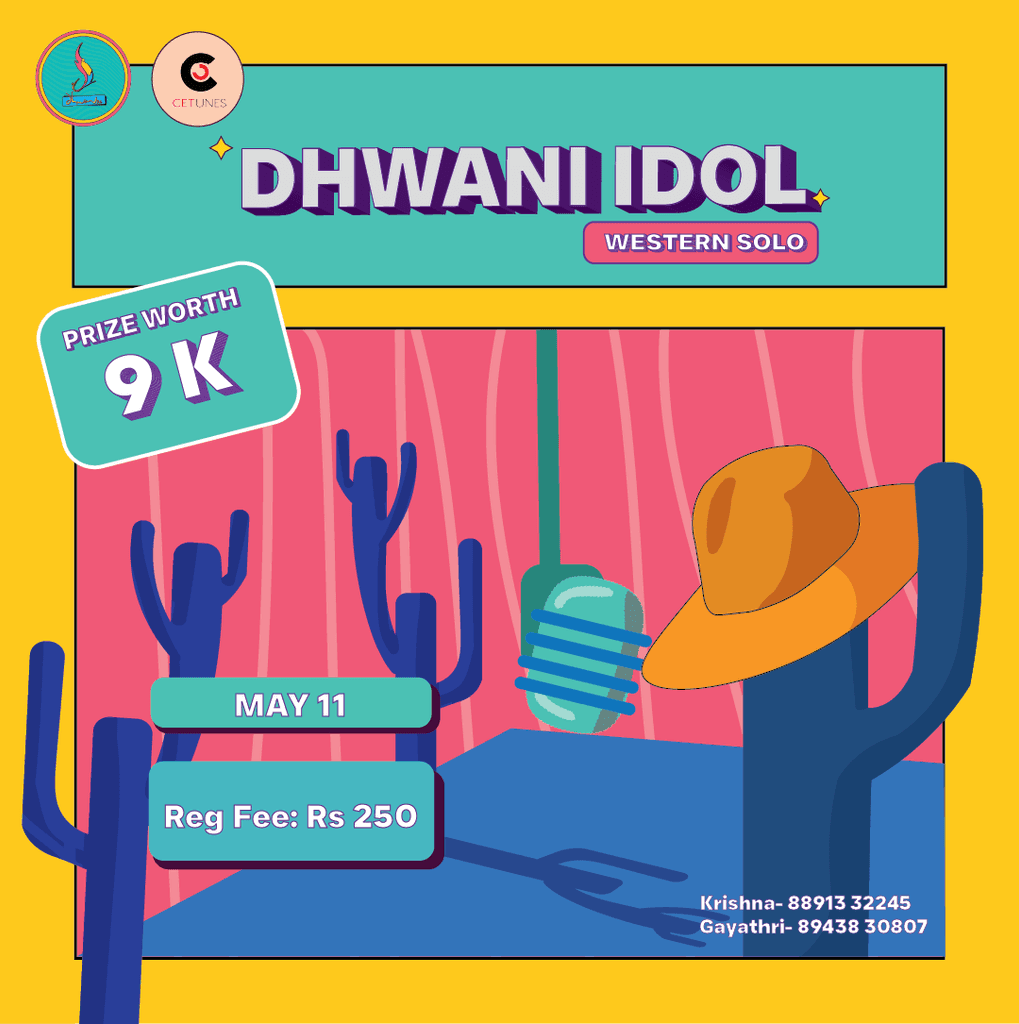 CETUNES
DHWANI IDOL
WESTERN SOLO
PRIZE WORTH
9 K
MAY 11
Reg Fee: Rs 250
Krishna- 88913 32245
Gayathri- 89438 30807